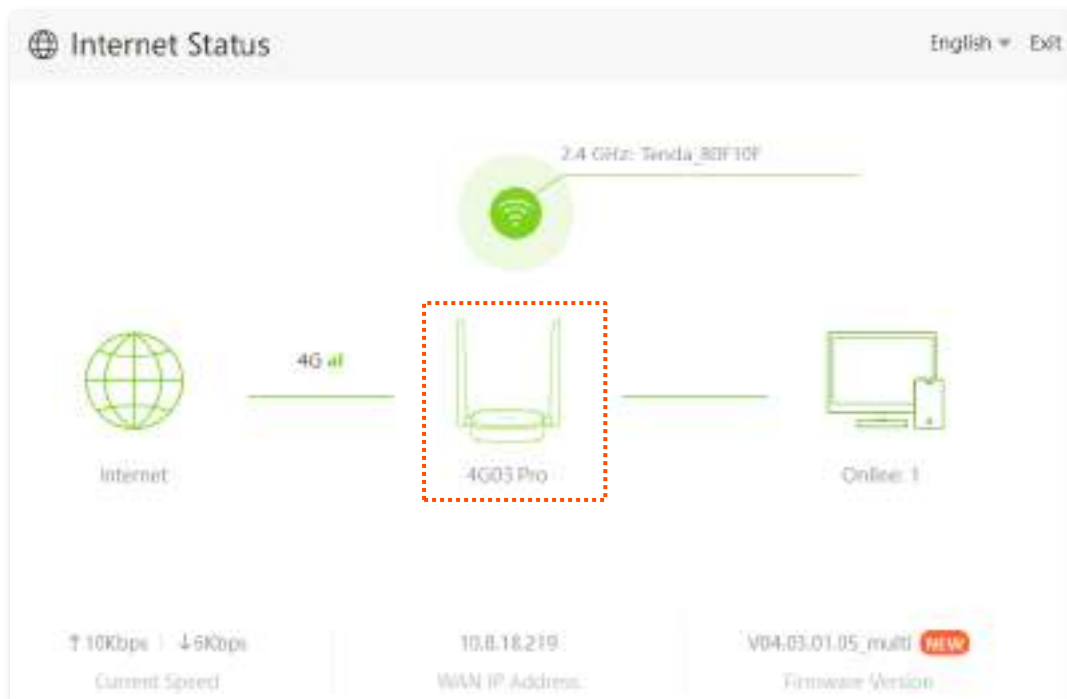 Internet Status
English Exit
2.4 GHz: Tenda_80F10F
4G
Internet
4G03 Pro
Online: 1
↑ 10Kbps ↓ 6Kbps
10.8.18.219
V04.03.01.05_multi NEW
Current Speed
WAN IP Address
Firmware Version